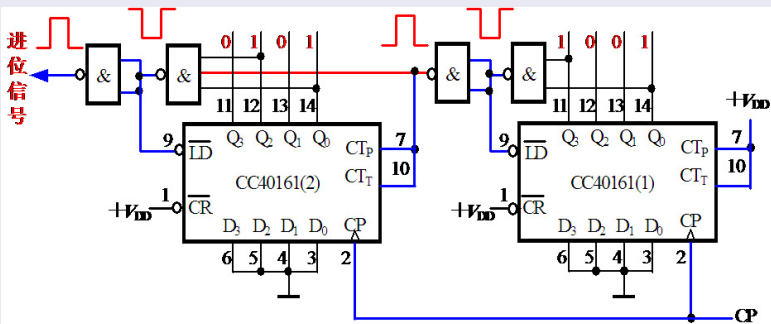 进位信号
0 1 0 1
1 0 0 1
& & & &
11 12 13 14
11 12 13 14
+VDD
9 Q3 Q2 Q1 Q0 7
9 Q3 Q2 Q1 Q0 7
LD CTP
LD CTP
10
10
CTT
CTT
CC40161(2)
CC40161(1)
1
1
+VDD CR
+VDD CR
D3 D2 D1 D0 CP
D3 D2 D1 D0 CP
6 5 4 3 2
6 5 4 3 2
CP